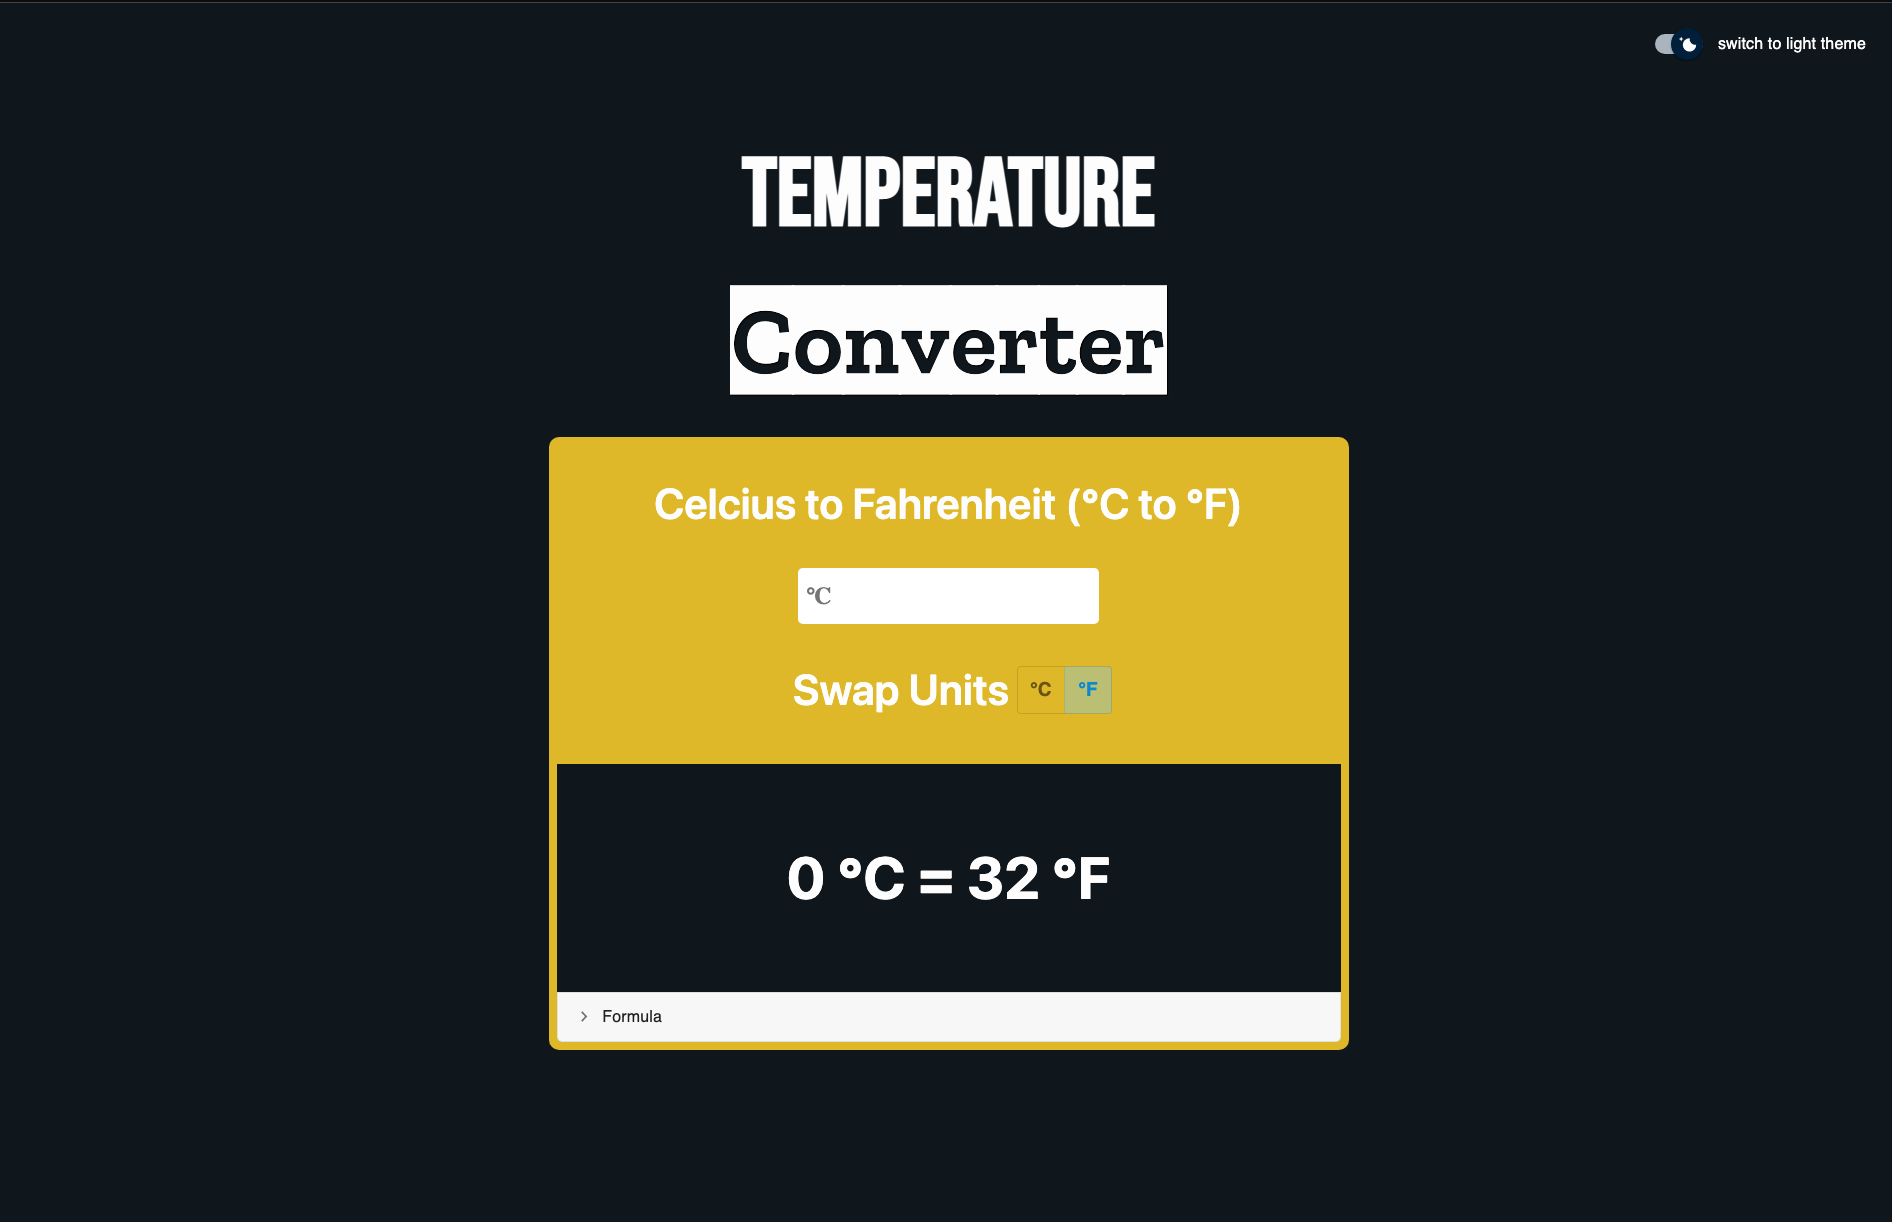 switch to light theme
TEMPERATURE
Converter
Celcius to Fahrenheit (°C to °F)
℃
Swap Units °C °F
0 °C = 32 °F
Formula